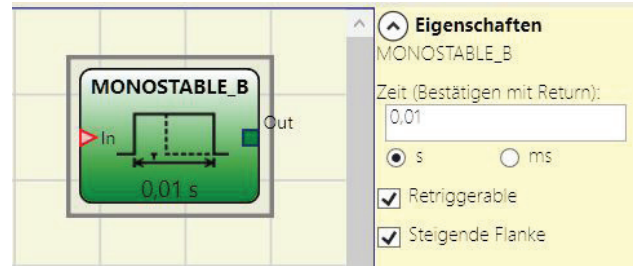 MONOSTABLE_B
In
Out
0,01 s
Eigenschaften
MONOSTABLE_B
Zeit (Bestätigen mit Return):
0,01
s
ms
Retriggerable
Steigende Flanke